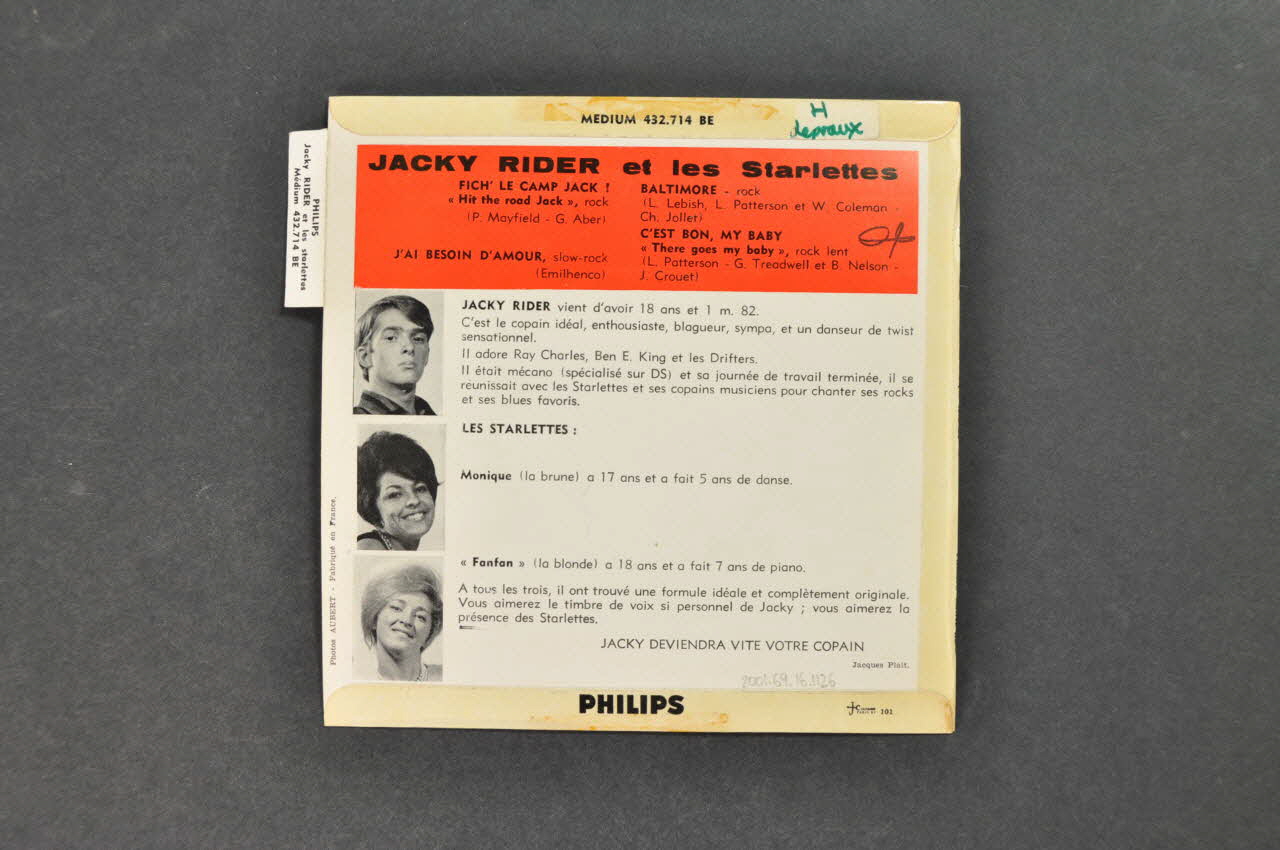 MEDIUM 432.714 BE
H
depraux
PHILIPS
Jacky RIDER et les starlettes
Médium 432.714 BE
JACKY RIDER et les Starlettes
FICH' LE CAMP JACK !
« Hit the road Jack », rock
(P. Mayfield - G. Aber)
J'AI BESOIN D'AMOUR, slow-rock
(Emilhenco)
BALTIMORE - rock
(L. Lebish, L. Patterson et W. Coleman -
Ch. Jollet)
C'EST BON, MY BABY
« There goes my baby », rock lent
(L. Patterson - G. Treadwell et B. Nelson -
J. Crouet)
JACKY RIDER vient d'avoir 18 ans et 1 m. 82.
C'est le copain idéal, enthousiaste, blagueur, sympa, et un danseur de twist
sensationnel.
Il adore Ray Charles, Ben E. King et les Drifters.
Il était mécano (spécialisé sur DS) et sa journée de travail terminée, il se
réunissait avec les Starlettes et ses copains musiciens pour chanter ses rocks
et ses blues favoris.
LES STARLETTES :
Monique (la brune) a 17 ans et a fait 5 ans de danse.
« Fanfan » (la blonde) a 18 ans et a fait 7 ans de piano.
A tous les trois, il ont trouvé une formule idéale et complètement originale.
Vous aimerez le timbre de voix si personnel de Jacky ; vous aimerez la
présence des Starlettes.
JACKY DEVIENDRA VITE VOTRE COPAIN
Jacques Plait.
Photos AUBERT - Fabriqué en France.
2001.69.16.1126
PHILIPS
101